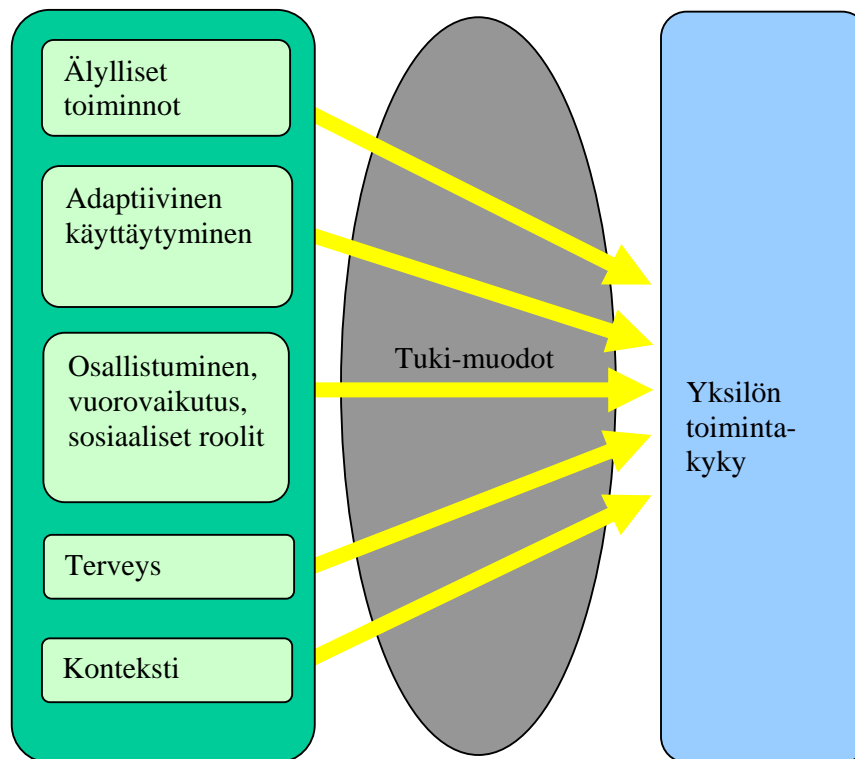 Älylliset
toiminnot
Adaptiivinen
käyttäytyminen
Osallistuminen,
vuorovaikutus,
sosiaaliset roolit
Terveys
Konteksti
Tuki-muodot
Yksilön
toiminta-
kyky